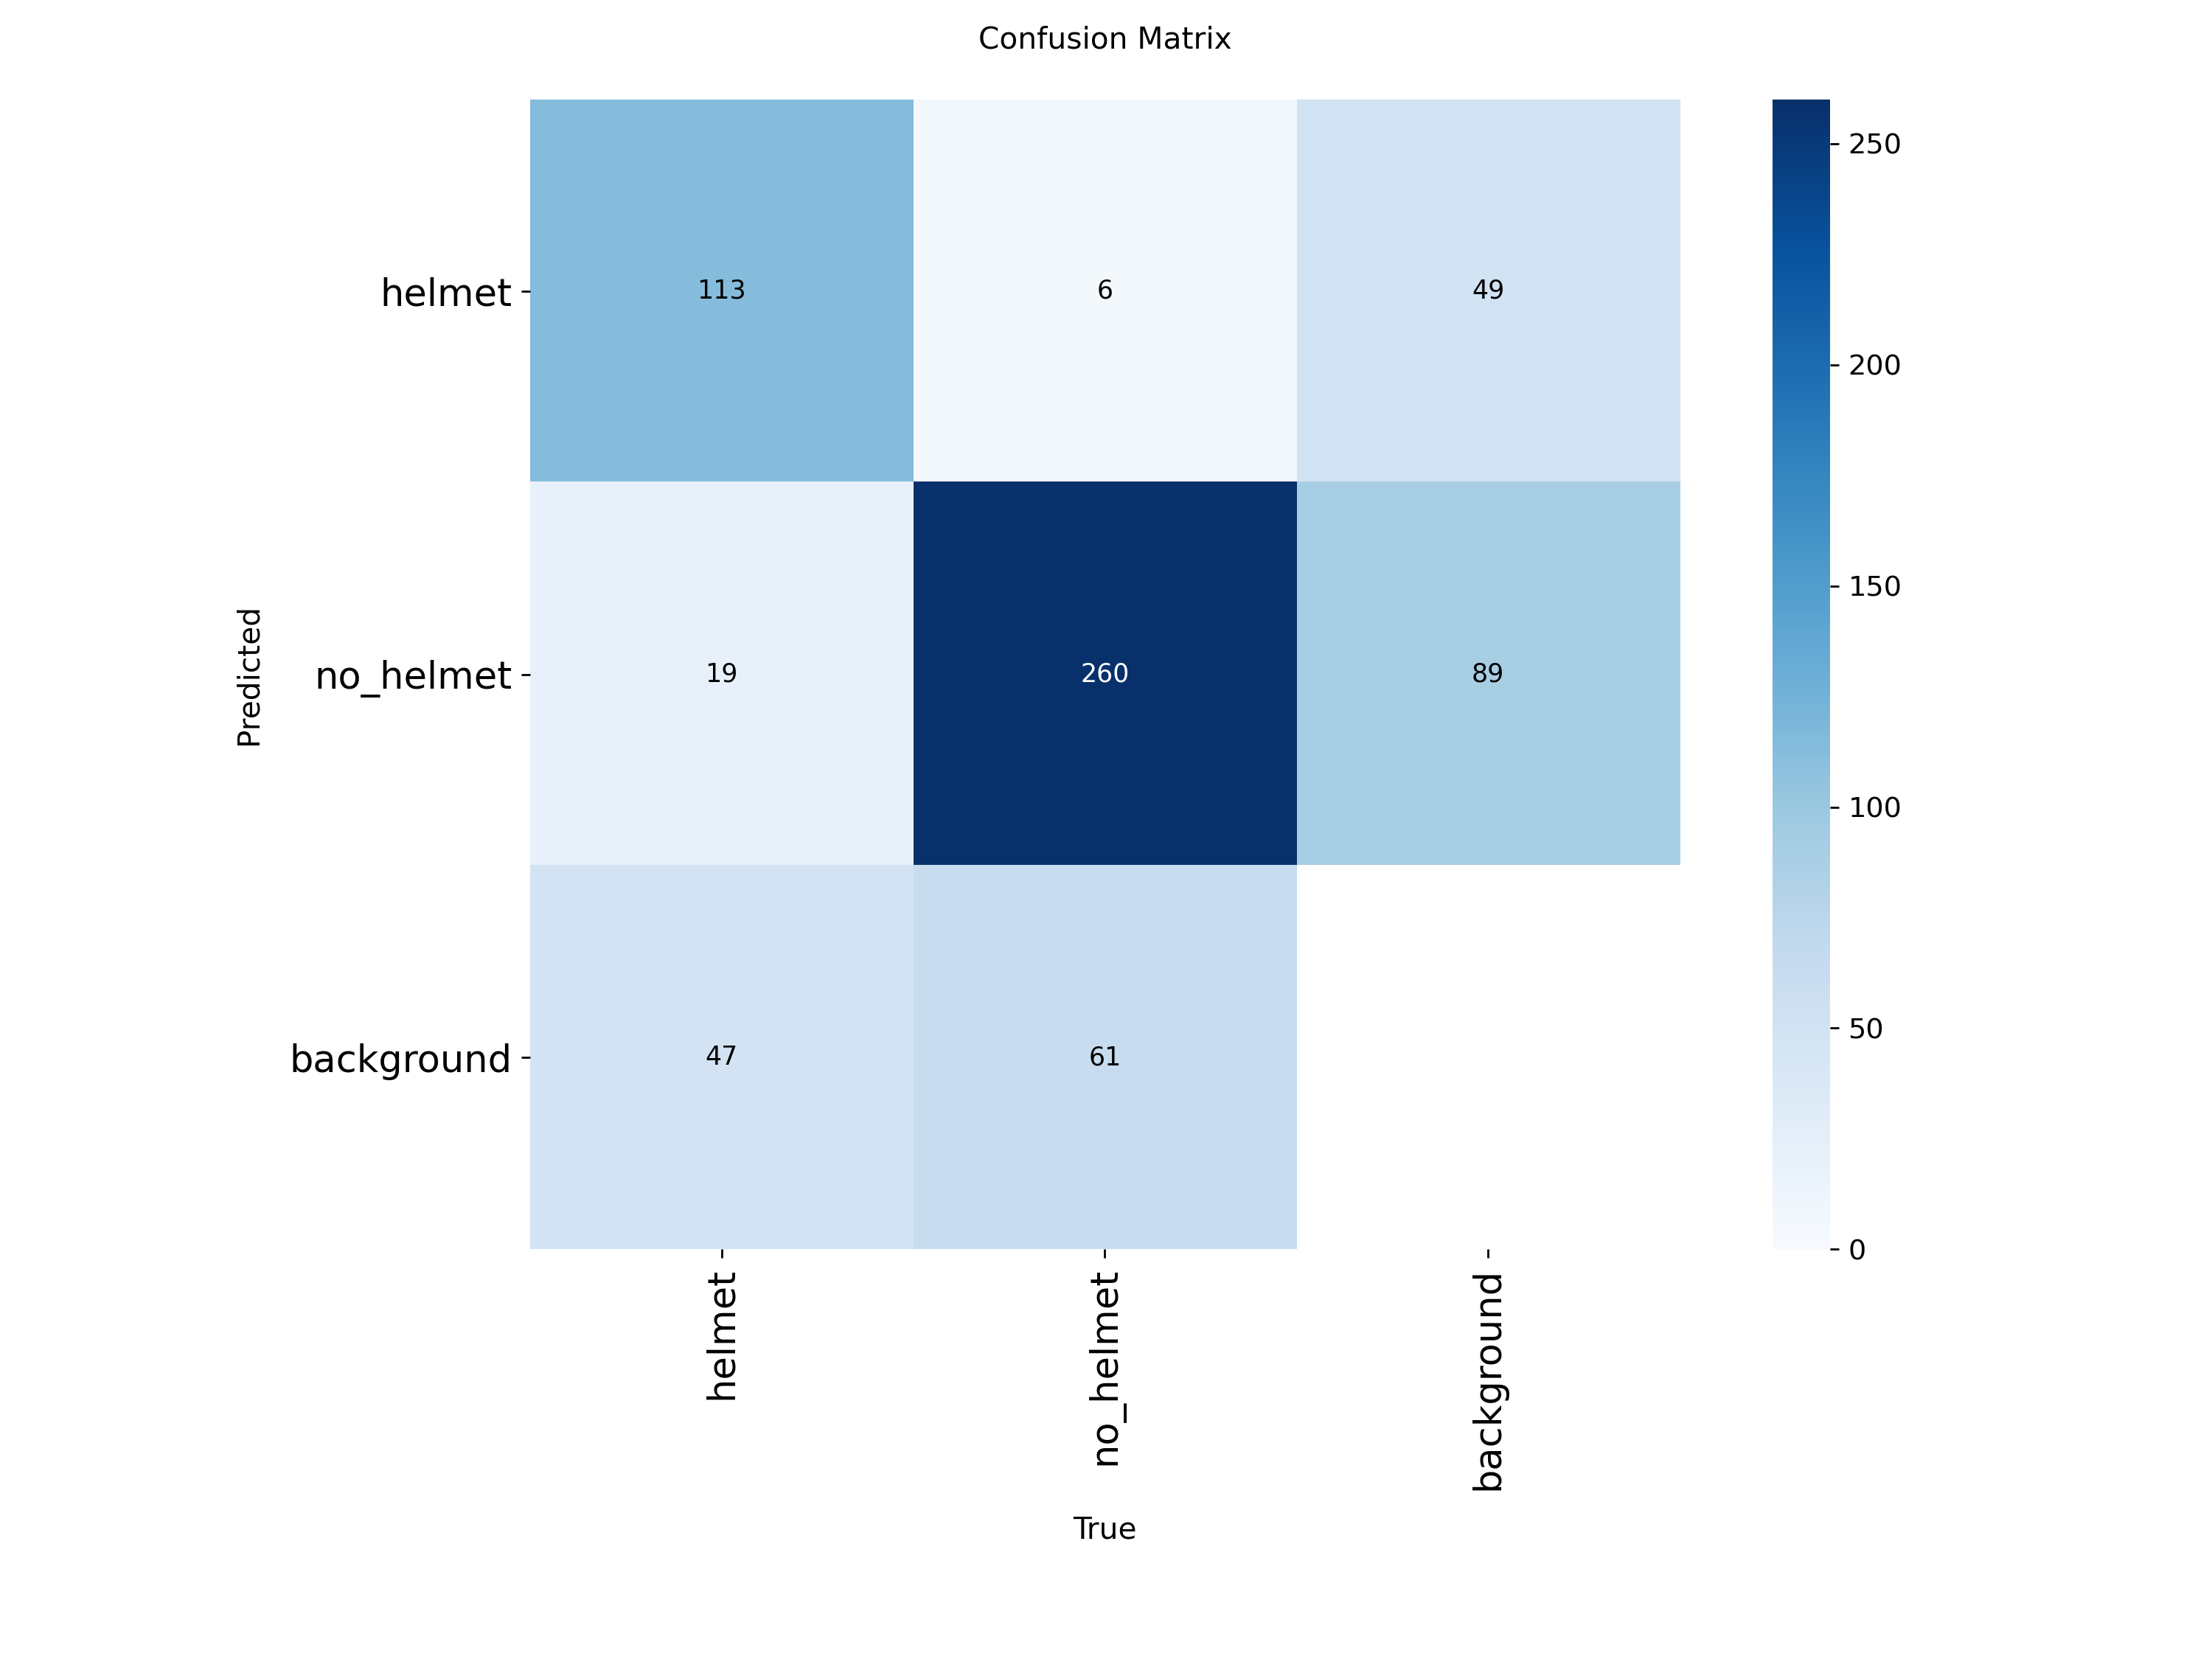 Confusion Matrix
helmet
113
6
49
250
200
150
100
50
0
Predicted
no_helmet
19
260
89
background
47
61
helmet
no_helmet
background
True